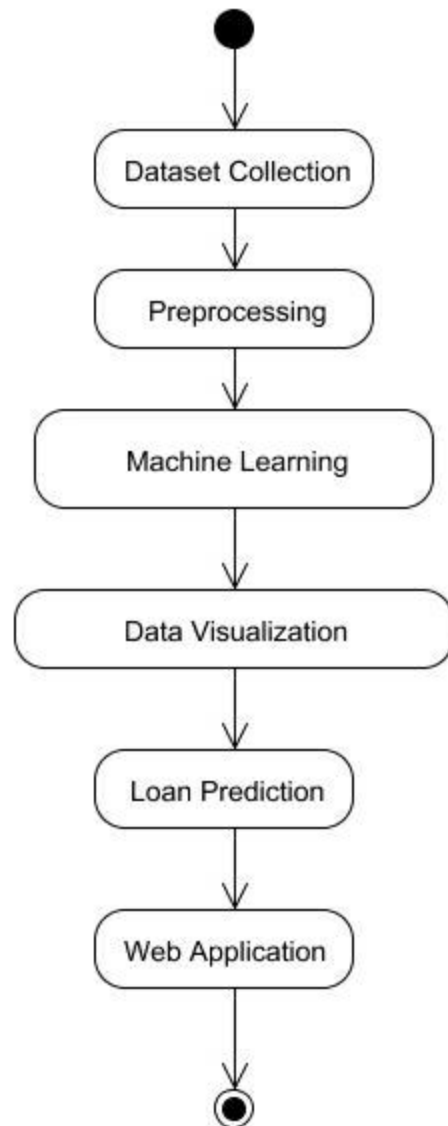 Dataset Collection
Preprocessing
Machine Learning
Data Visualization
Loan Prediction
Web Application